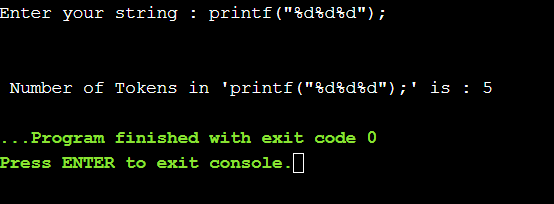 Enter your string : printf("%d%d%d");
Number of Tokens in 'printf("%d%d%d");' is : 5
...Program finished with exit code 0
Press ENTER to exit console.